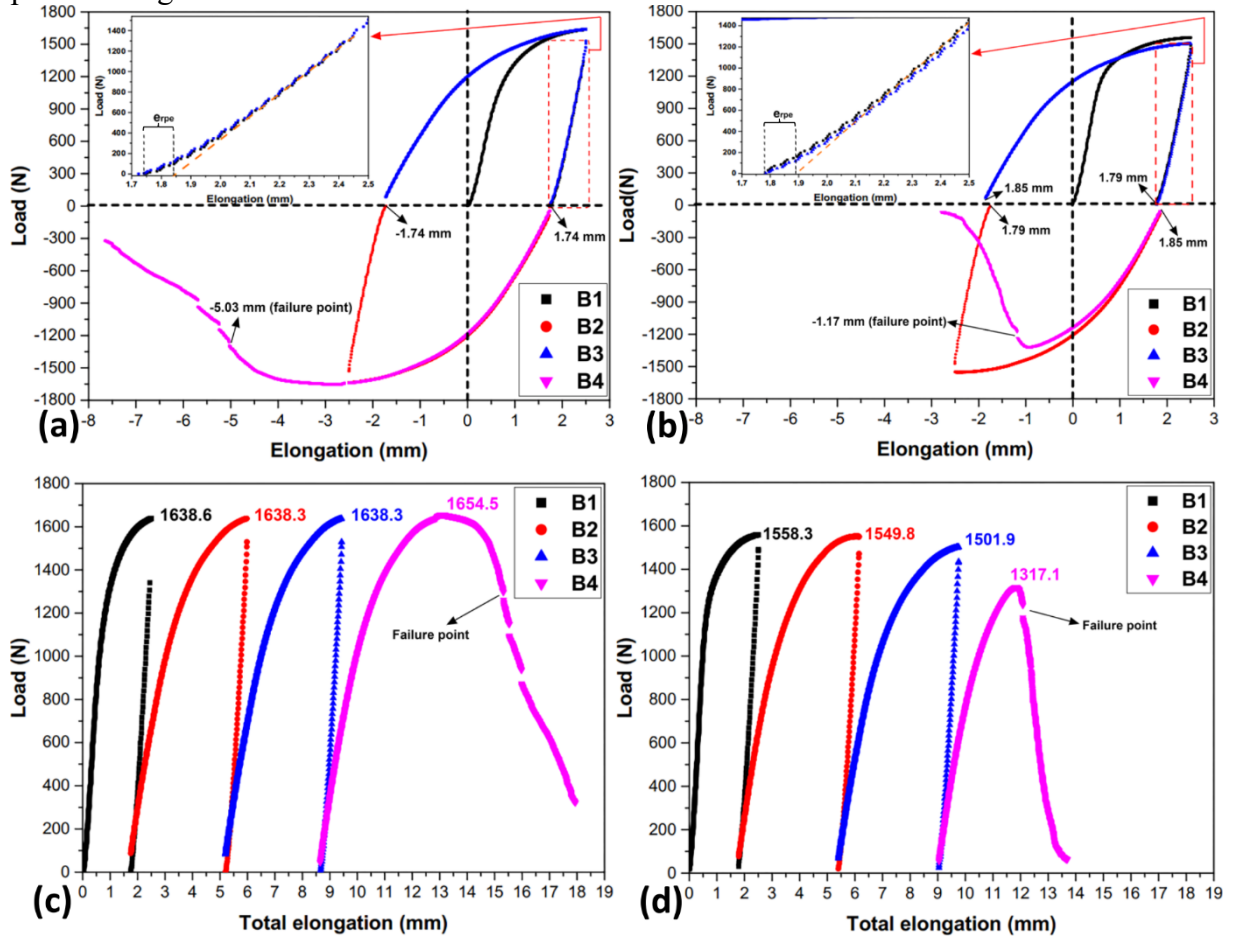 1800
1500
1200
900
600
300
0
-300
-600
-900
-1200
-1500
-1800
Load (N)
-8 -7 -6 -5 -4 -3 -2 -1 0 1 2 3
Elongation (mm)
(a)
1400
1200
1000
800
600
400
200
0
Load (N)
erpe
1.7 1.8 1.9 2.0 2.1 2.2 2.3 2.4 2.5
Elongation (mm)
-1.74 mm
1.74 mm
-5.03 mm (failure point)
B1
B2
B3
B4
1800
1500
1200
900
600
300
0
-300
-600
-900
-1200
-1500
-1800
Load(N)
-8 -7 -6 -5 -4 -3 -2 -1 0 1 2 3
Elongation (mm)
(b)
1400
1200
1000
800
600
400
200
0
Load (N)
erpe
1.7 1.8 1.9 2.0 2.1 2.2 2.3 2.4 2.5
Elongation (mm)
1.85 mm
1.79 mm
1.79 mm
1.85 mm
-1.17 mm (failure point)
B1
B2
B3
B4
1800
1600
1400
1200
1000
800
600
400
200
0
Load (N)
0 1 2 3 4 5 6 7 8 9 10 11 12 13 14 15 16 17 18 19
Total elongation (mm)
(c)
1638.6
1638.3
1638.3
1654.5
Failure point
B1
B2
B3
B4
1800
1600
1400
1200
1000
800
600
400
200
0
Load (N)
0 1 2 3 4 5 6 7 8 9 10 11 12 13 14 15 16 17 18 19
Total elongation (mm)
(d)
1558.3
1549.8
1501.9
1317.1
Failure point
B1
B2
B3
B4